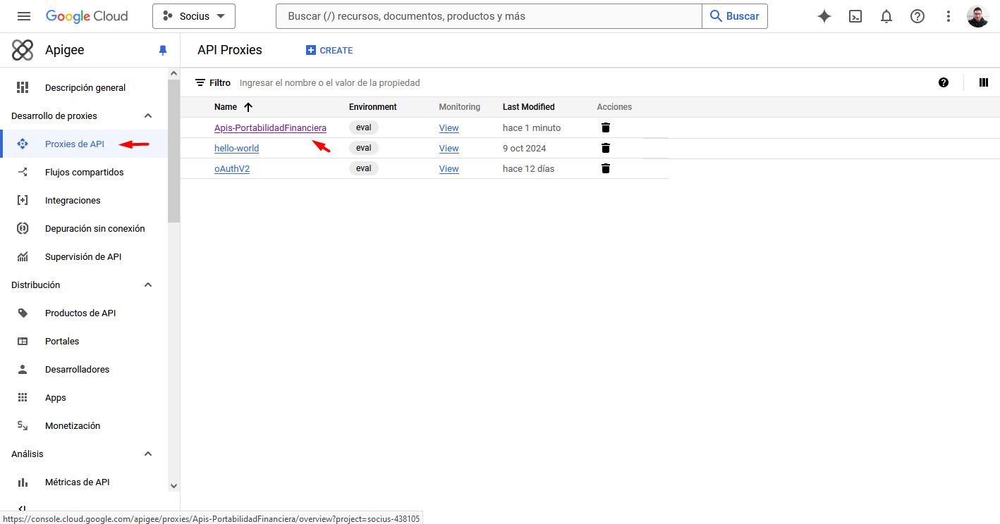 Google Cloud
Socius
Buscar (/) recursos, documentos, productos y más
Buscar
Apigee
API Proxies
CREATE
Descripción general
Desarrollo de proxies
Proxies de API
Flujos compartidos
Integraciones
Depuración sin conexión
Supervisión de API
Distribución
Productos de API
Portales
Desarrolladores
Apps
Monetización
Análisis
Métricas de API
Filtro Ingresar el nombre o el valor de la propiedad
Name Environment Monitoring Last Modified Acciones
Apis-PortabilidadFinanciera eval View hace 1 minuto
hello-world eval View 9 oct 2024
oAuthV2 eval View hace 12 días
https://console.cloud.google.com/apigee/proxies/Apis-PortabilidadFinanciera/overview?project=socius-438105